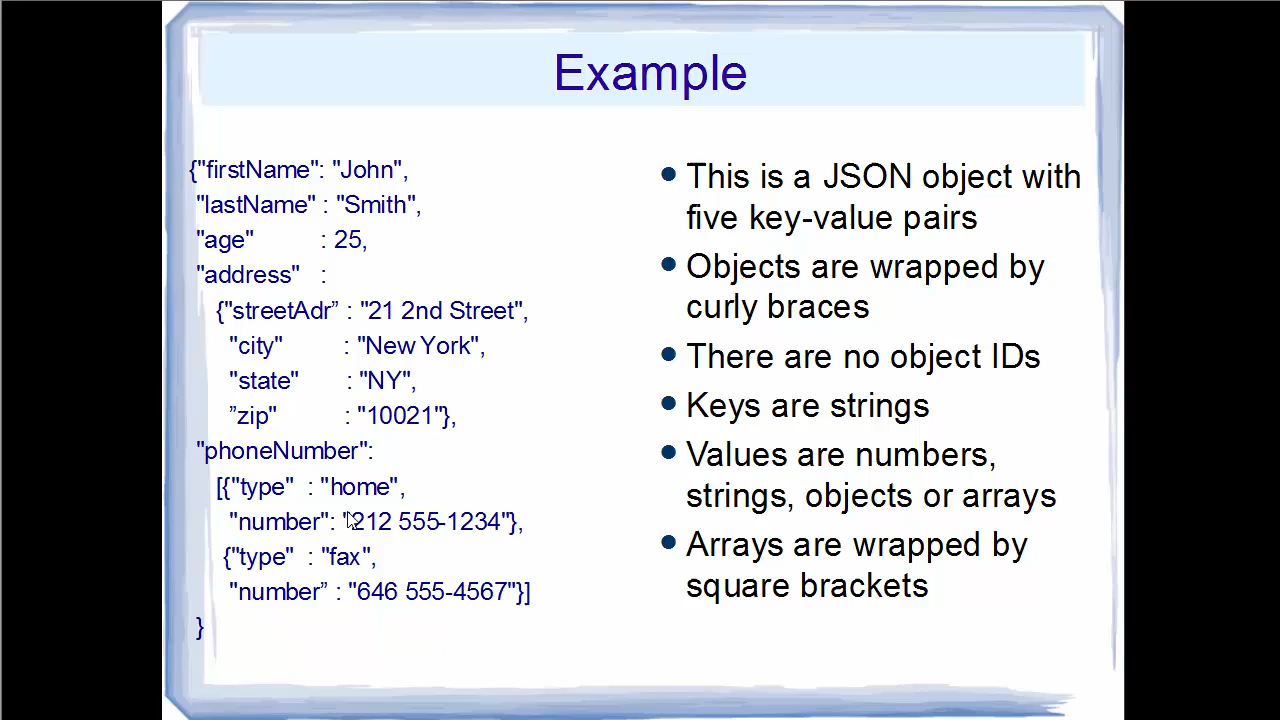 Example
{"firstName": "John",
"lastName" : "Smith",
"age" : 25,
"address" :
{"streetAdr” : "21 2nd Street",
"city" : "New York",
"state" : "NY",
”zip" : "10021"},
"phoneNumber":
[{"type" : "home",
"number": "212 555-1234"},
{"type" : "fax",
"number” : "646 555-4567"}]
}
• This is a JSON object with
five key-value pairs
• Objects are wrapped by
curly braces
• There are no object IDs
• Keys are strings
• Values are numbers,
strings, objects or arrays
• Arrays are wrapped by
square brackets